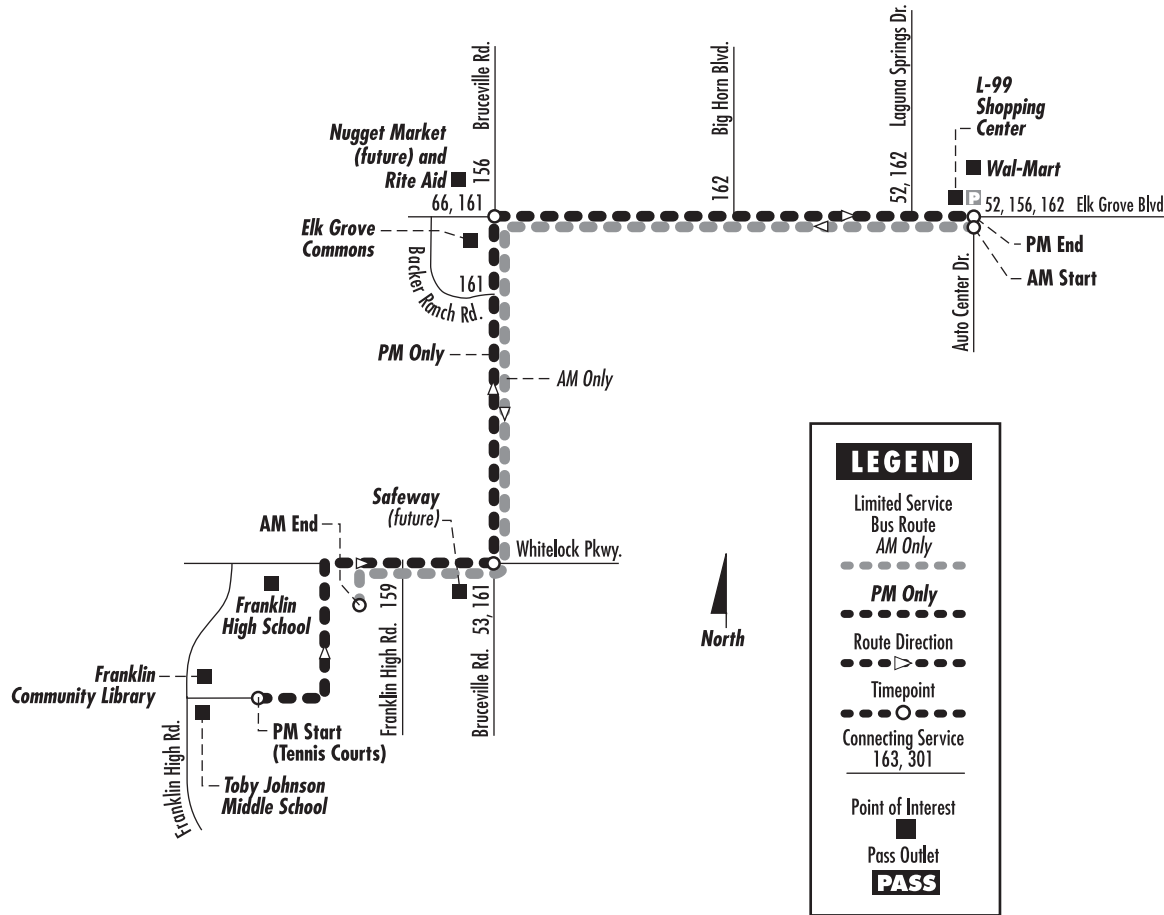 Bruceville Rd.
156
Big Horn Blvd.
162
Laguna Springs Dr.
52, 162
L-99
Shopping
Center
Wal-Mart
Nugget Market
(future) and
Rite Aid
66, 161
P
52, 156, 162 Elk Grove Blvd
Elk Grove
Commons
Backer Ranch Rd.
161
PM End
AM Start
Auto Center Dr.
PM Only
AM Only
Safeway
(future)
AM End
Whitelock Pkwy.
Franklin
High School
159
Franklin High Rd.
53, 161
Bruceville Rd.
North
Franklin
Community Library
PM Start
(Tennis Courts)
Franklin High Rd.
Toby Johnson
Middle School
LEGEND
Limited Service
Bus Route
AM Only
PM Only
Route Direction
Timepoint
Connecting Service
163, 301
Point of Interest
Pass Outlet
PASS